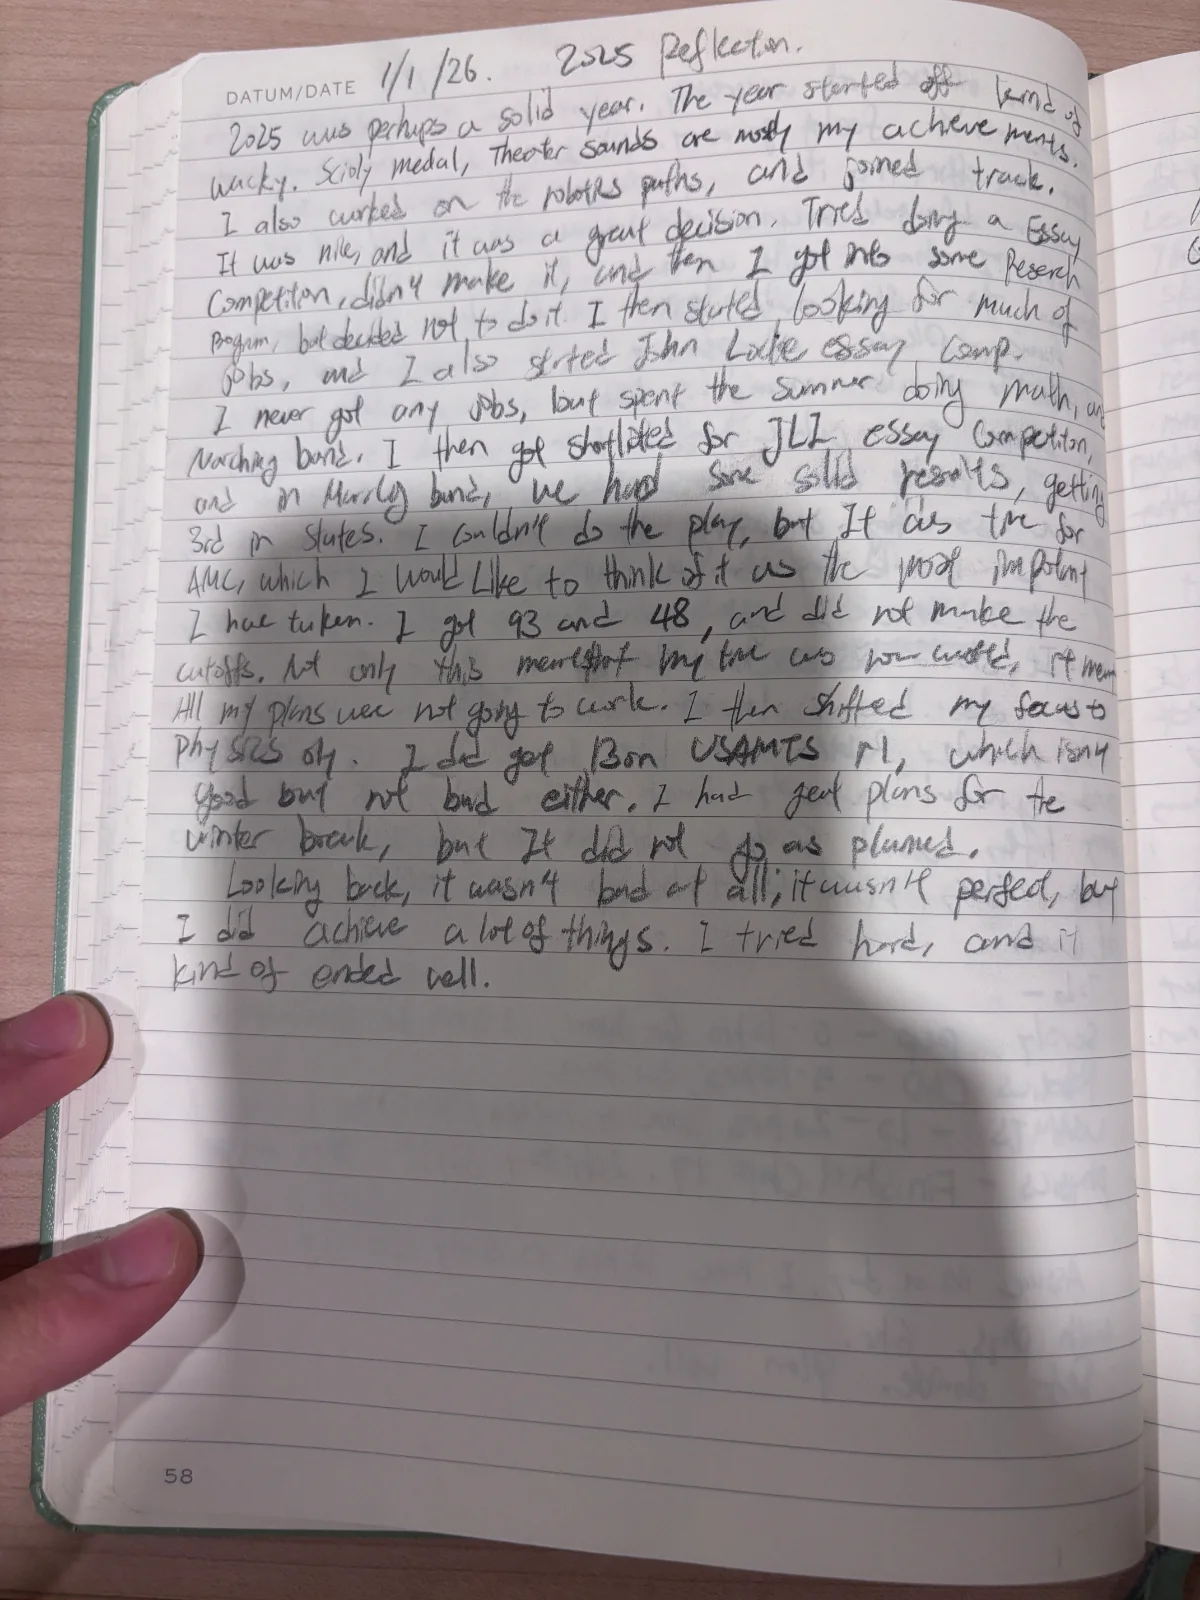 DATUM/DATE 1/1/26. 2025 Reflection.
2025 was perhaps a solid year. The year started off kind of
wacky. Scioly medal, Theater sounds are mostly my achievements.
I also worked on the robotics paths, and joined track.
It was nice, and it was a great decision. Tried doing a Essay
Competition, didn't make it, and then I got into some Reserch
Program, but decided not to do it. I then started looking for much of
jobs, and I also started John Locke essay comp.
I never got any jobs, but spent the summer doing math, and
Marching band. I then got shortlisted for JLI essay Competition,
and in Marching band, we had some solid results, getting
3rd in states. I couldn't do the play, but It was time for
AMC, which I would Like to think of it as the most important
I have taken. I got 93 and 48, and did not make the
cutoffs. Not only this meant that my time was now wasted, it meant
All my plans were not going to work. I then shifted my focus to
Physics oly. I did get 13 on USAMTS r1, which isn't
good but not bad either. I had great plans for the
winter break, but It did not go as planned.
Looking back, it wasn't bad at all; it wasn't perfect, but
I did achieve a lot of things. I tried hard, and it
kind of ended well.
58